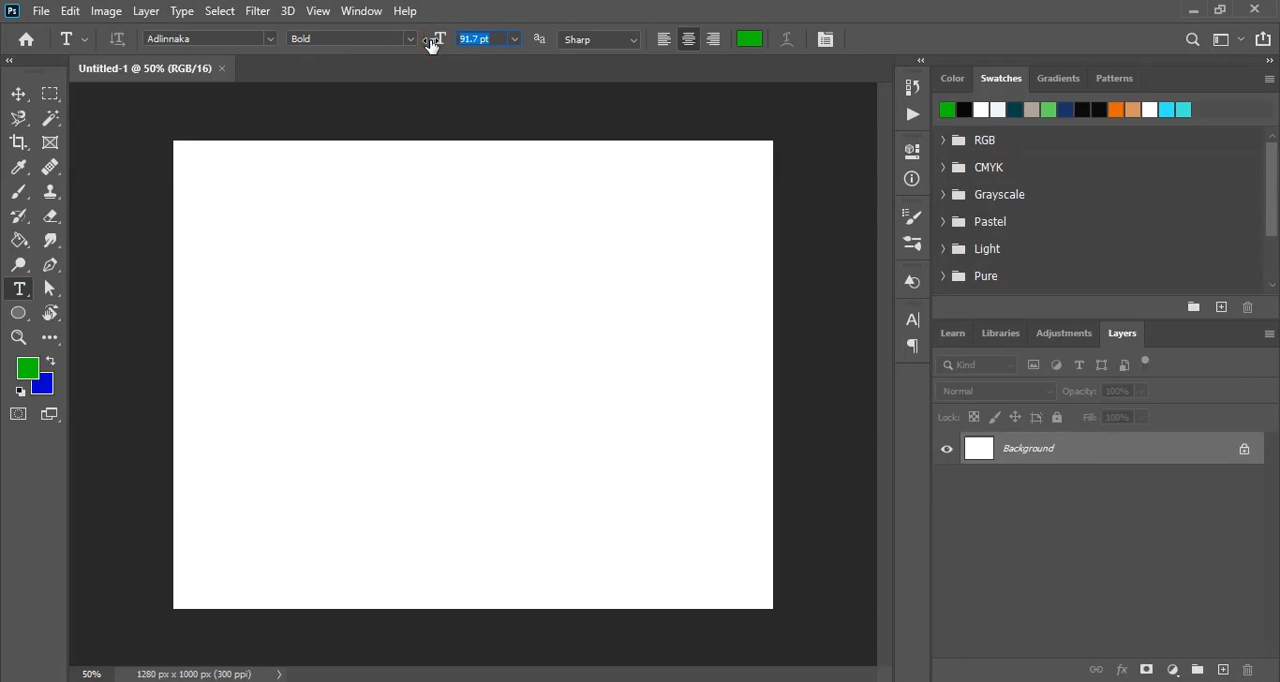 Ps File Edit Image Layer Type Select Filter 3D View Window Help
T Adlinnaka Bold T 91.7 pt aa Sharp
Untitled-1 @ 50% (RGB/16) ×
Color Swatches Gradients Patterns
RGB
CMYK
Grayscale
Pastel
Light
Pure
Learn Libraries Adjustments Layers
Kind
Normal Opacity: 100%
Lock: Fill: 100%
Background
50% 1280 px x 1000 px (300 ppi)